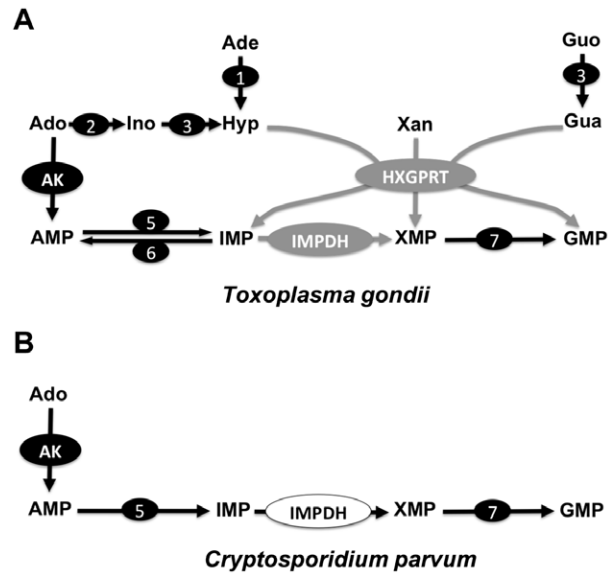 A
Ade Guo
1 3
Ado 2 Ino 3 Hyp Xan Gua
AK HXGPRT
5
AMP IMP IMPDH XMP 7 GMP
6
Toxoplasma gondii
B
Ado
AK
AMP 5 IMP IMPDH XMP 7 GMP
Cryptosporidium parvum